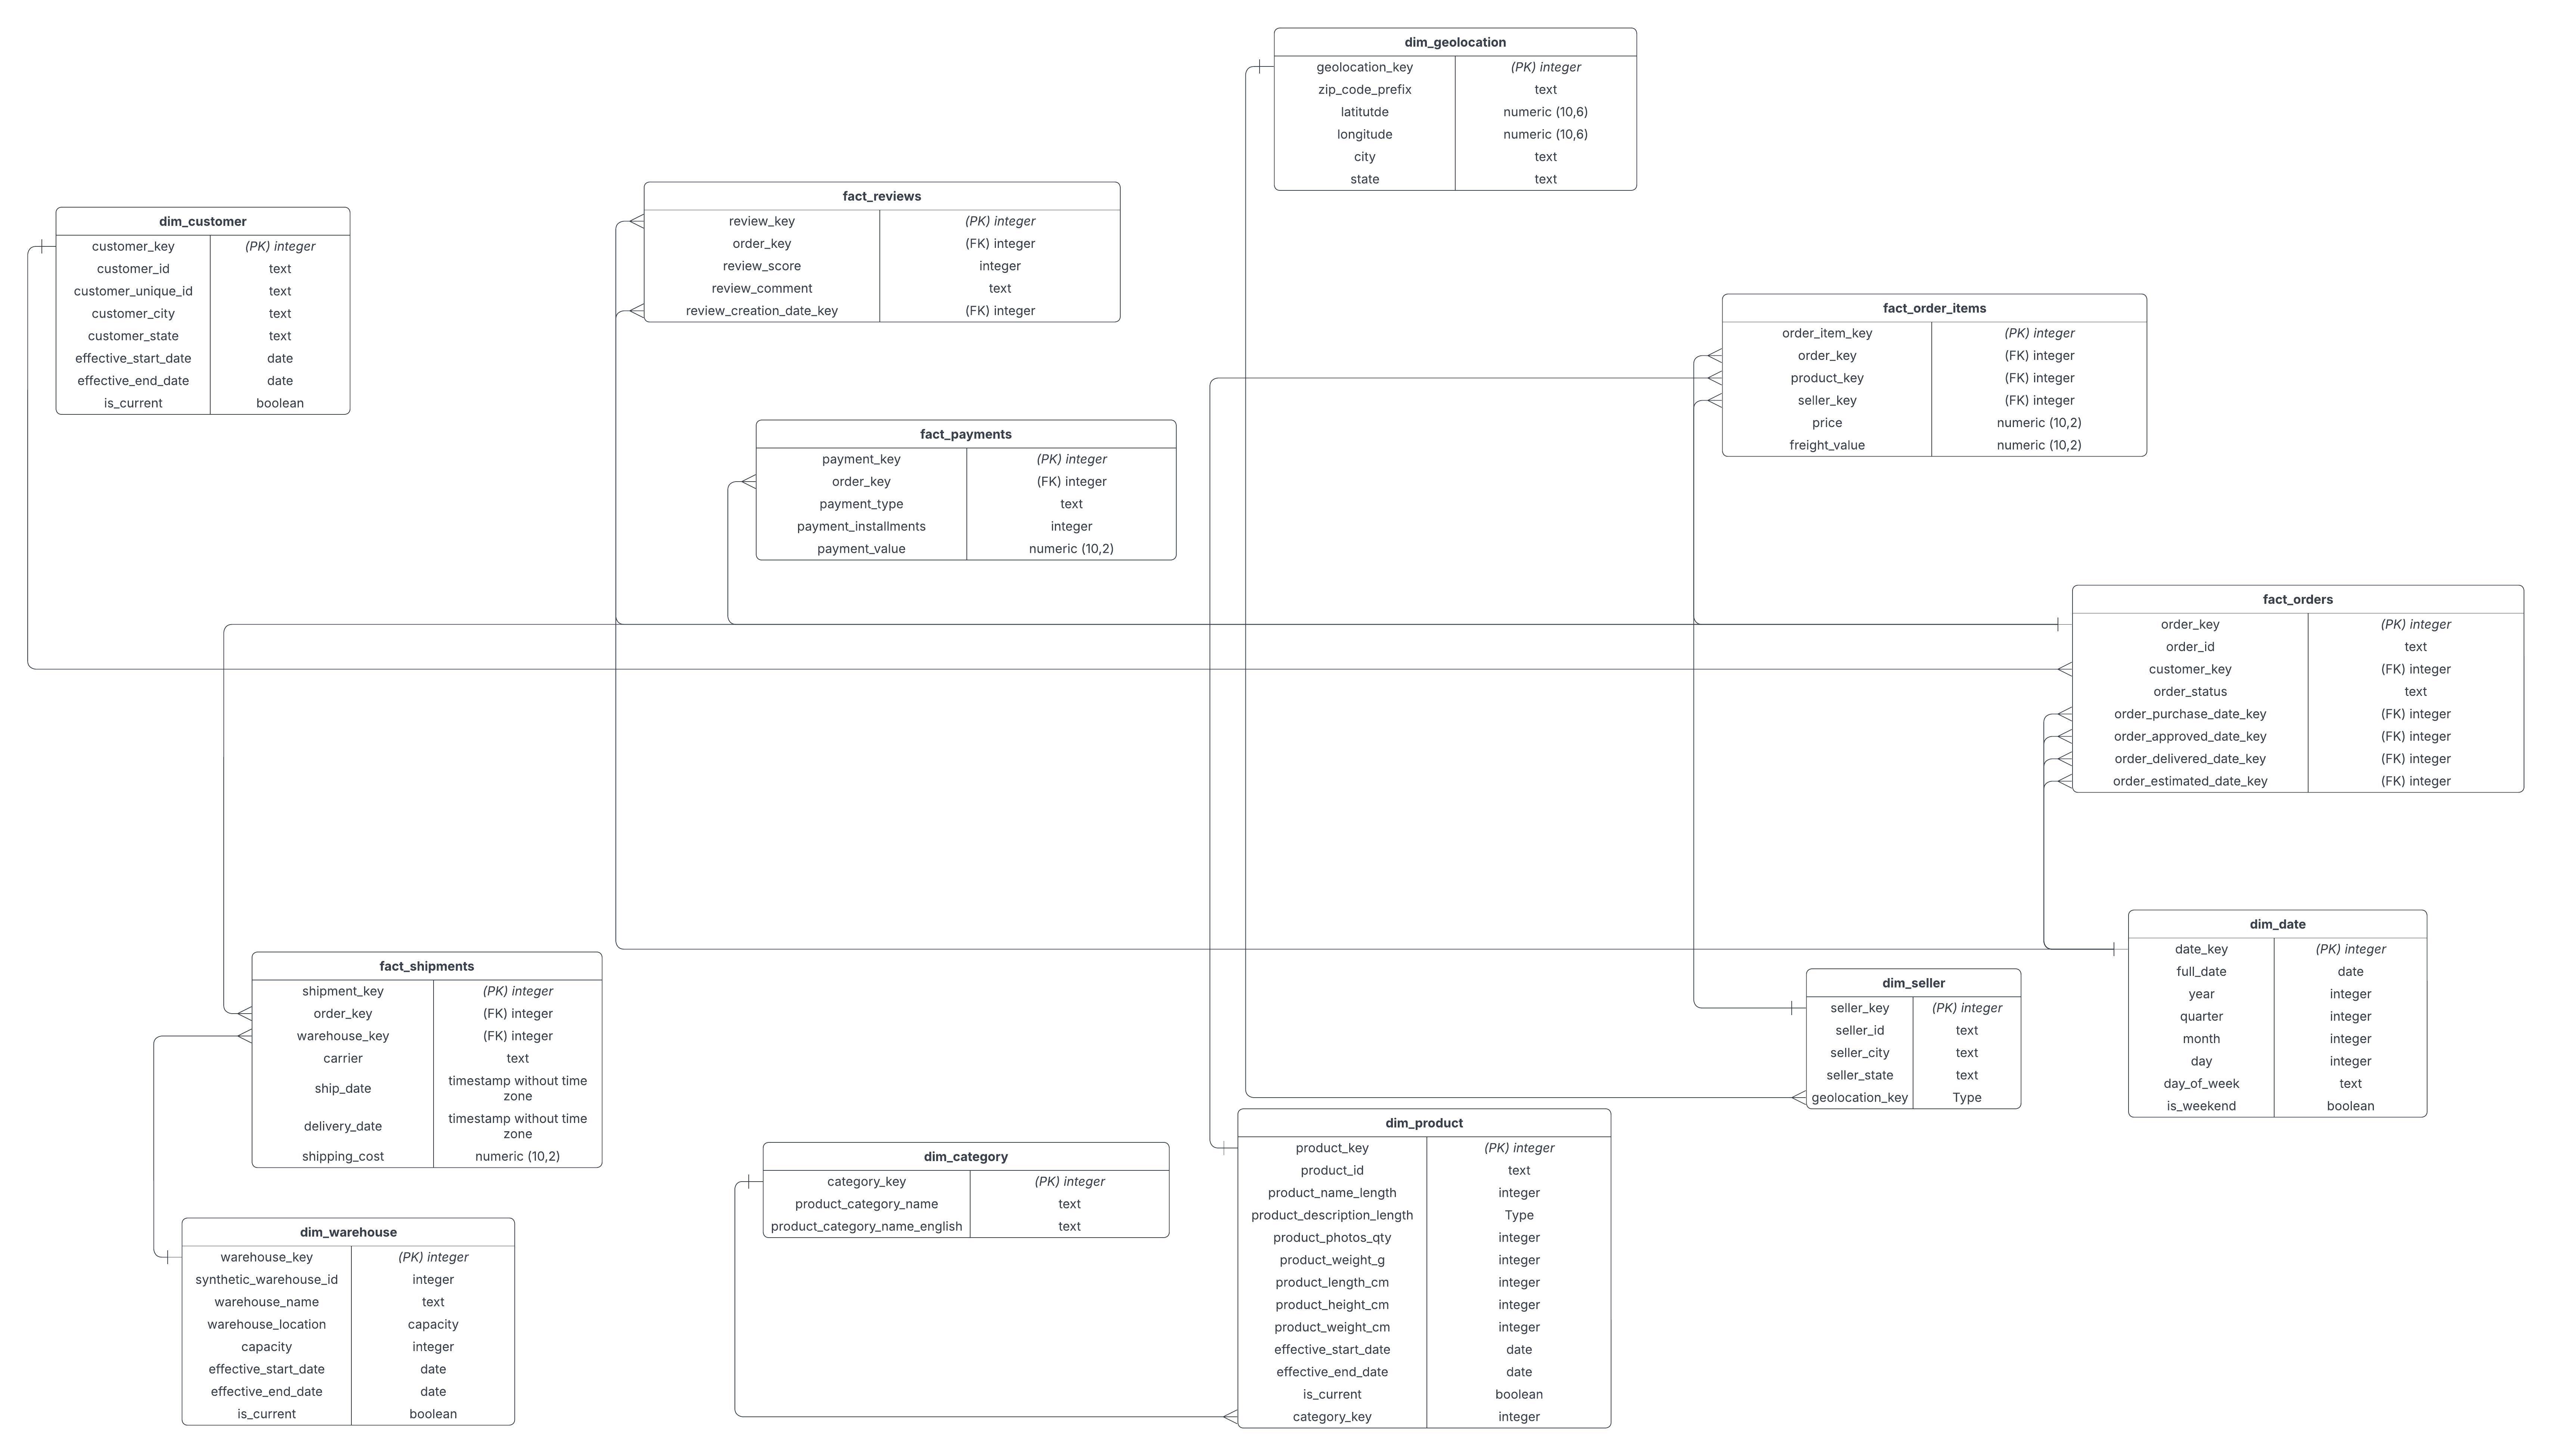 dim_geolocation
geolocation_key (PK) integer
zip_code_prefix text
latitutde numeric (10,6)
longitude numeric (10,6)
city text
state text
fact_reviews
review_key (PK) integer
order_key (FK) integer
review_score integer
review_comment text
review_creation_date_key (FK) integer
dim_customer
customer_key (PK) integer
customer_id text
customer_unique_id text
customer_city text
customer_state text
effective_start_date date
effective_end_date date
is_current boolean
fact_order_items
order_item_key (PK) integer
order_key (FK) integer
product_key (FK) integer
seller_key (FK) integer
price numeric (10,2)
freight_value numeric (10,2)
fact_payments
payment_key (PK) integer
order_key (FK) integer
payment_type text
payment_installments integer
payment_value numeric (10,2)
fact_orders
order_key (PK) integer
order_id text
customer_key (FK) integer
order_status text
order_purchase_date_key (FK) integer
order_approved_date_key (FK) integer
order_delivered_date_key (FK) integer
order_estimated_date_key (FK) integer
dim_date
date_key (PK) integer
full_date date
year integer
quarter integer
month integer
day integer
day_of_week text
is_weekend boolean
fact_shipments
shipment_key (PK) integer
order_key (FK) integer
warehouse_key (FK) integer
carrier text
ship_date timestamp without time
zone
delivery_date timestamp without time
zone
shipping_cost numeric (10,2)
dim_seller
seller_key (PK) integer
seller_id text
seller_city text
seller_state text
geolocation_key Type
dim_product
product_key (PK) integer
product_id text
product_name_length integer
product_description_length Type
product_photos_qty integer
product_weight_g integer
product_length_cm integer
product_height_cm integer
product_weight_cm integer
effective_start_date date
effective_end_date date
is_current boolean
category_key integer
dim_category
category_key (PK) integer
product_category_name text
product_category_name_english text
dim_warehouse
warehouse_key (PK) integer
synthetic_warehouse_id integer
warehouse_name text
warehouse_location capacity
capacity integer
effective_start_date date
effective_end_date date
is_current boolean